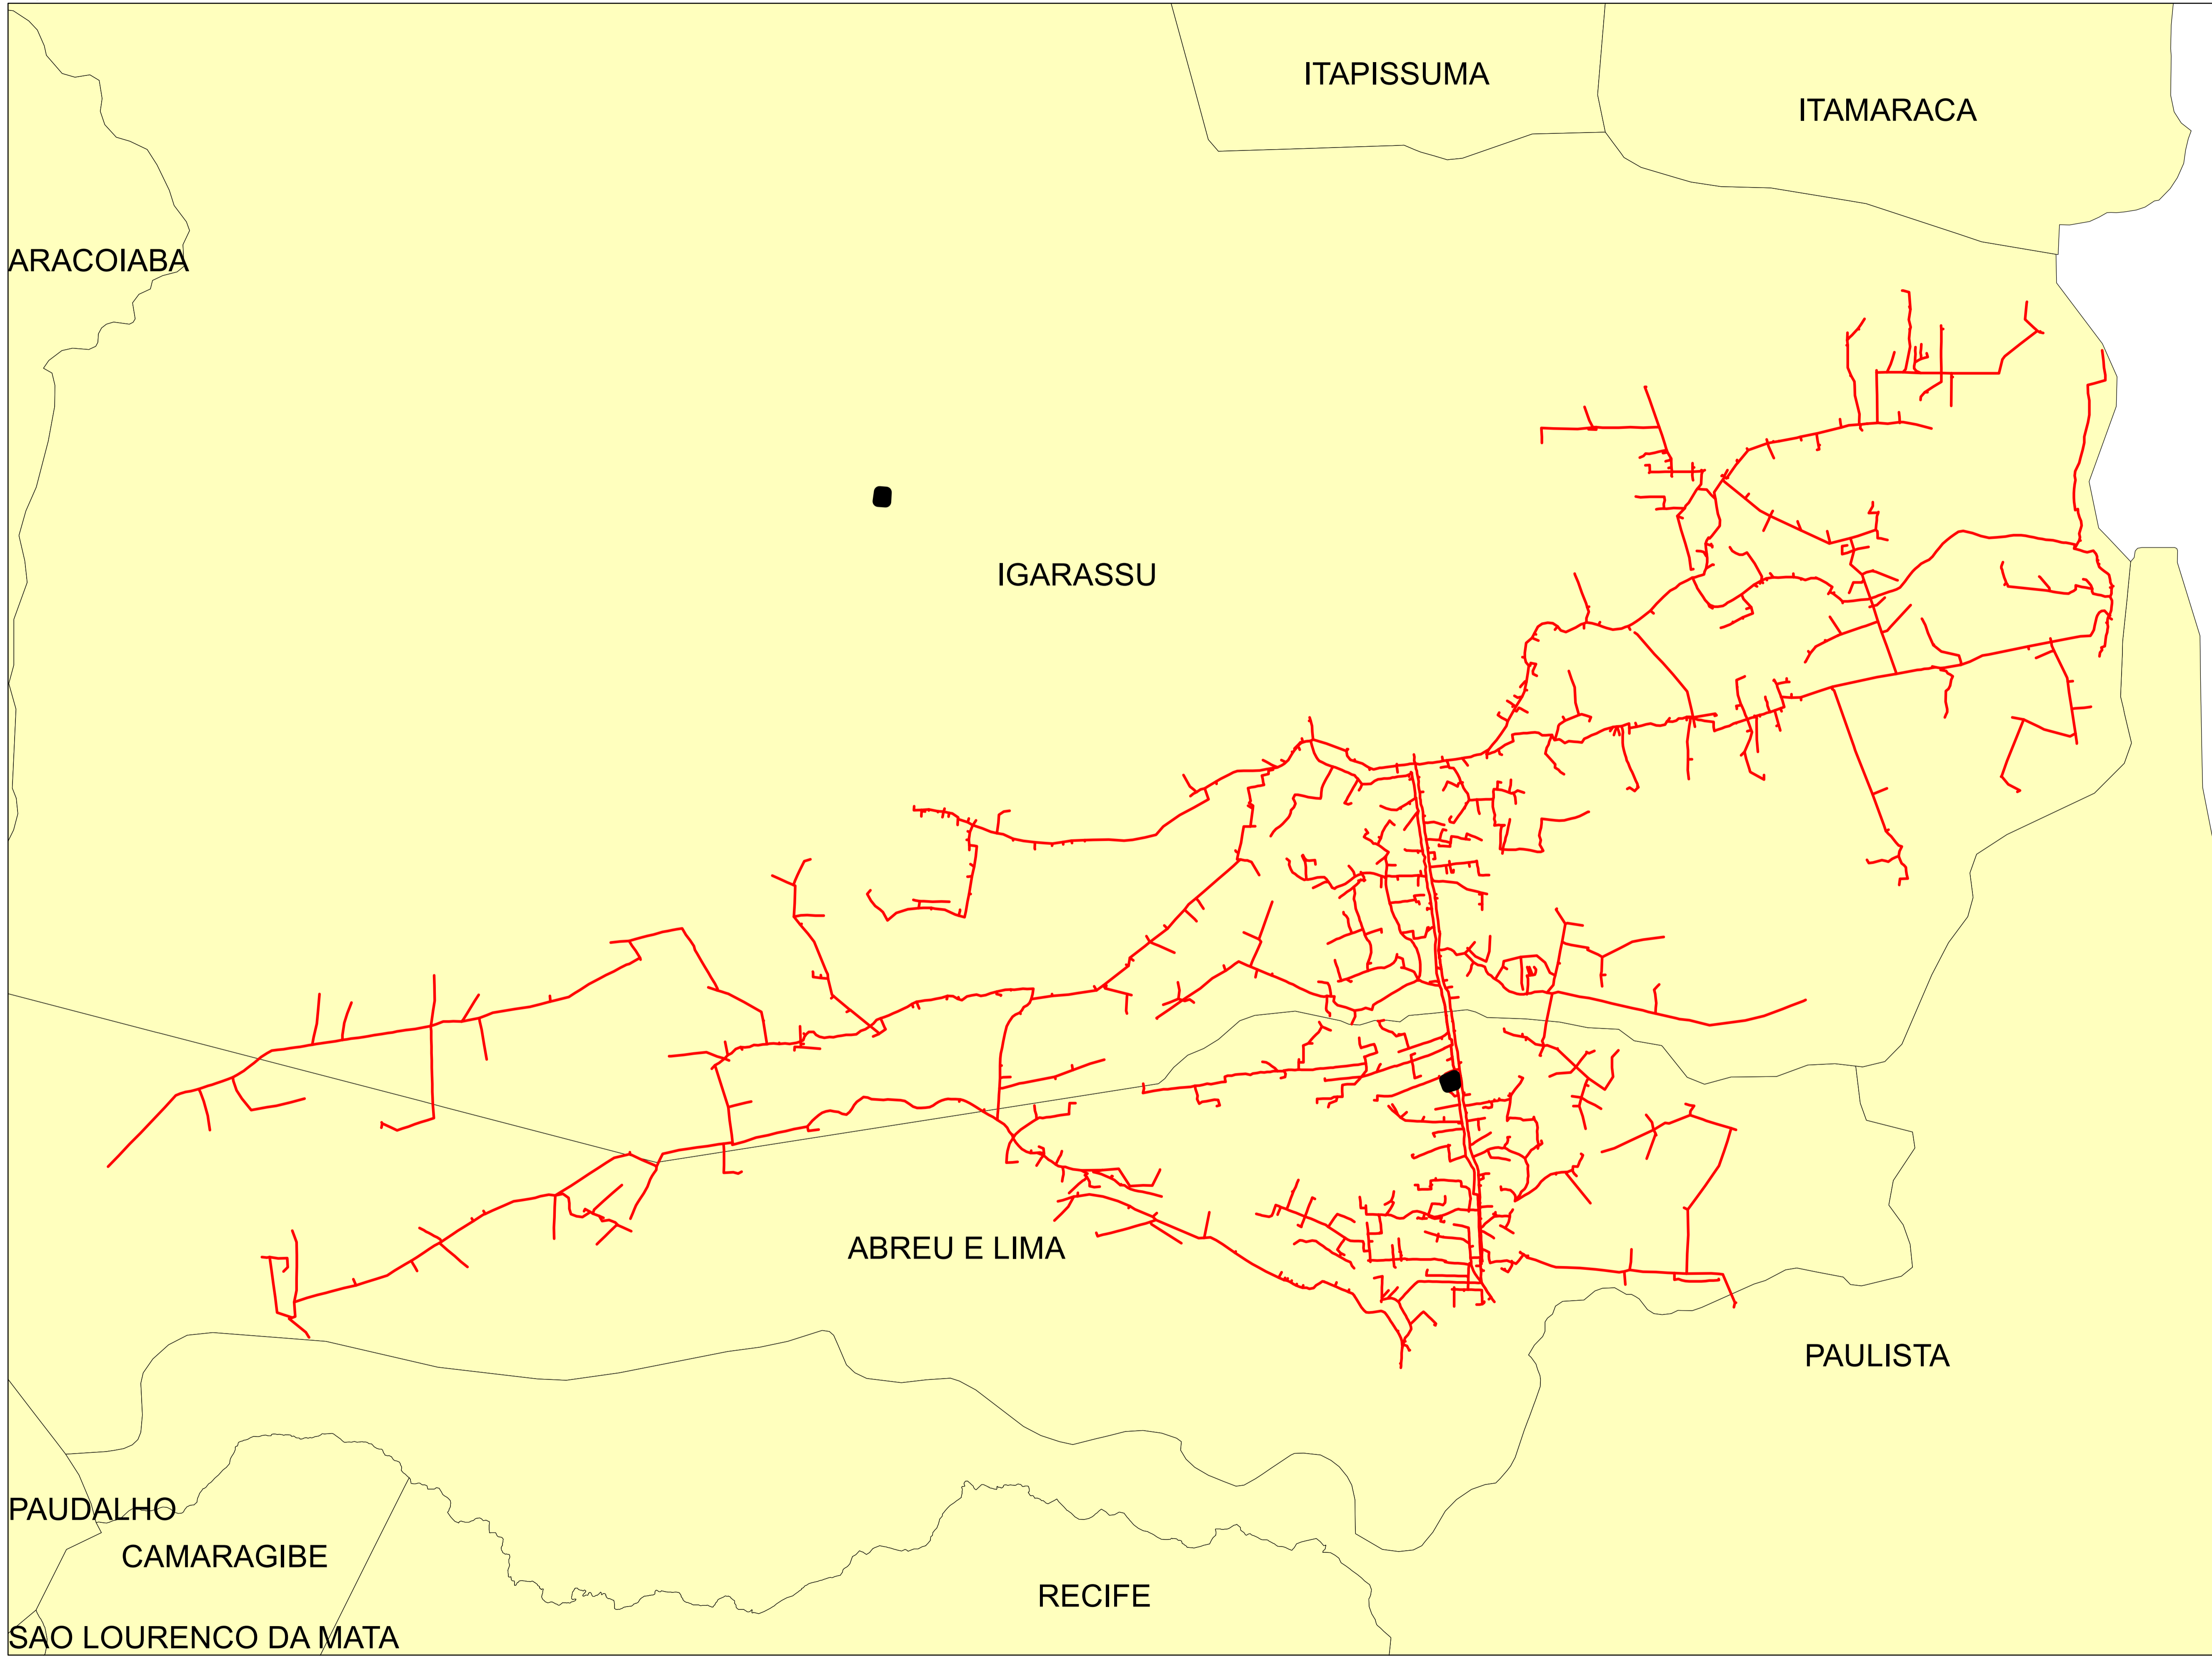 ITAPISSUMA
ITAMARACA
ARACOIABA
IGARASSU
ABREU E LIMA
PAULISTA
PAUDALHO
CAMARAGIBE
RECIFE
SAO LOURENCO DA MATA